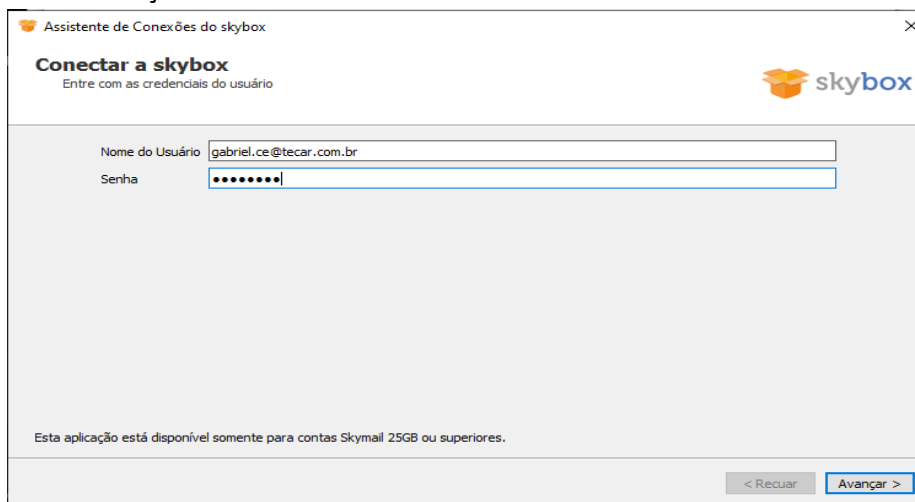 Assistente de Conexões do skybox
Conectar a skybox
Entre com as credenciais do usuário
skybox
Nome do Usuário gabriel.ce@tecar.com.br
Senha ••••••••
Esta aplicação está disponível somente para contas Skymail 25GB ou superiores.
< Recuar Avançar >